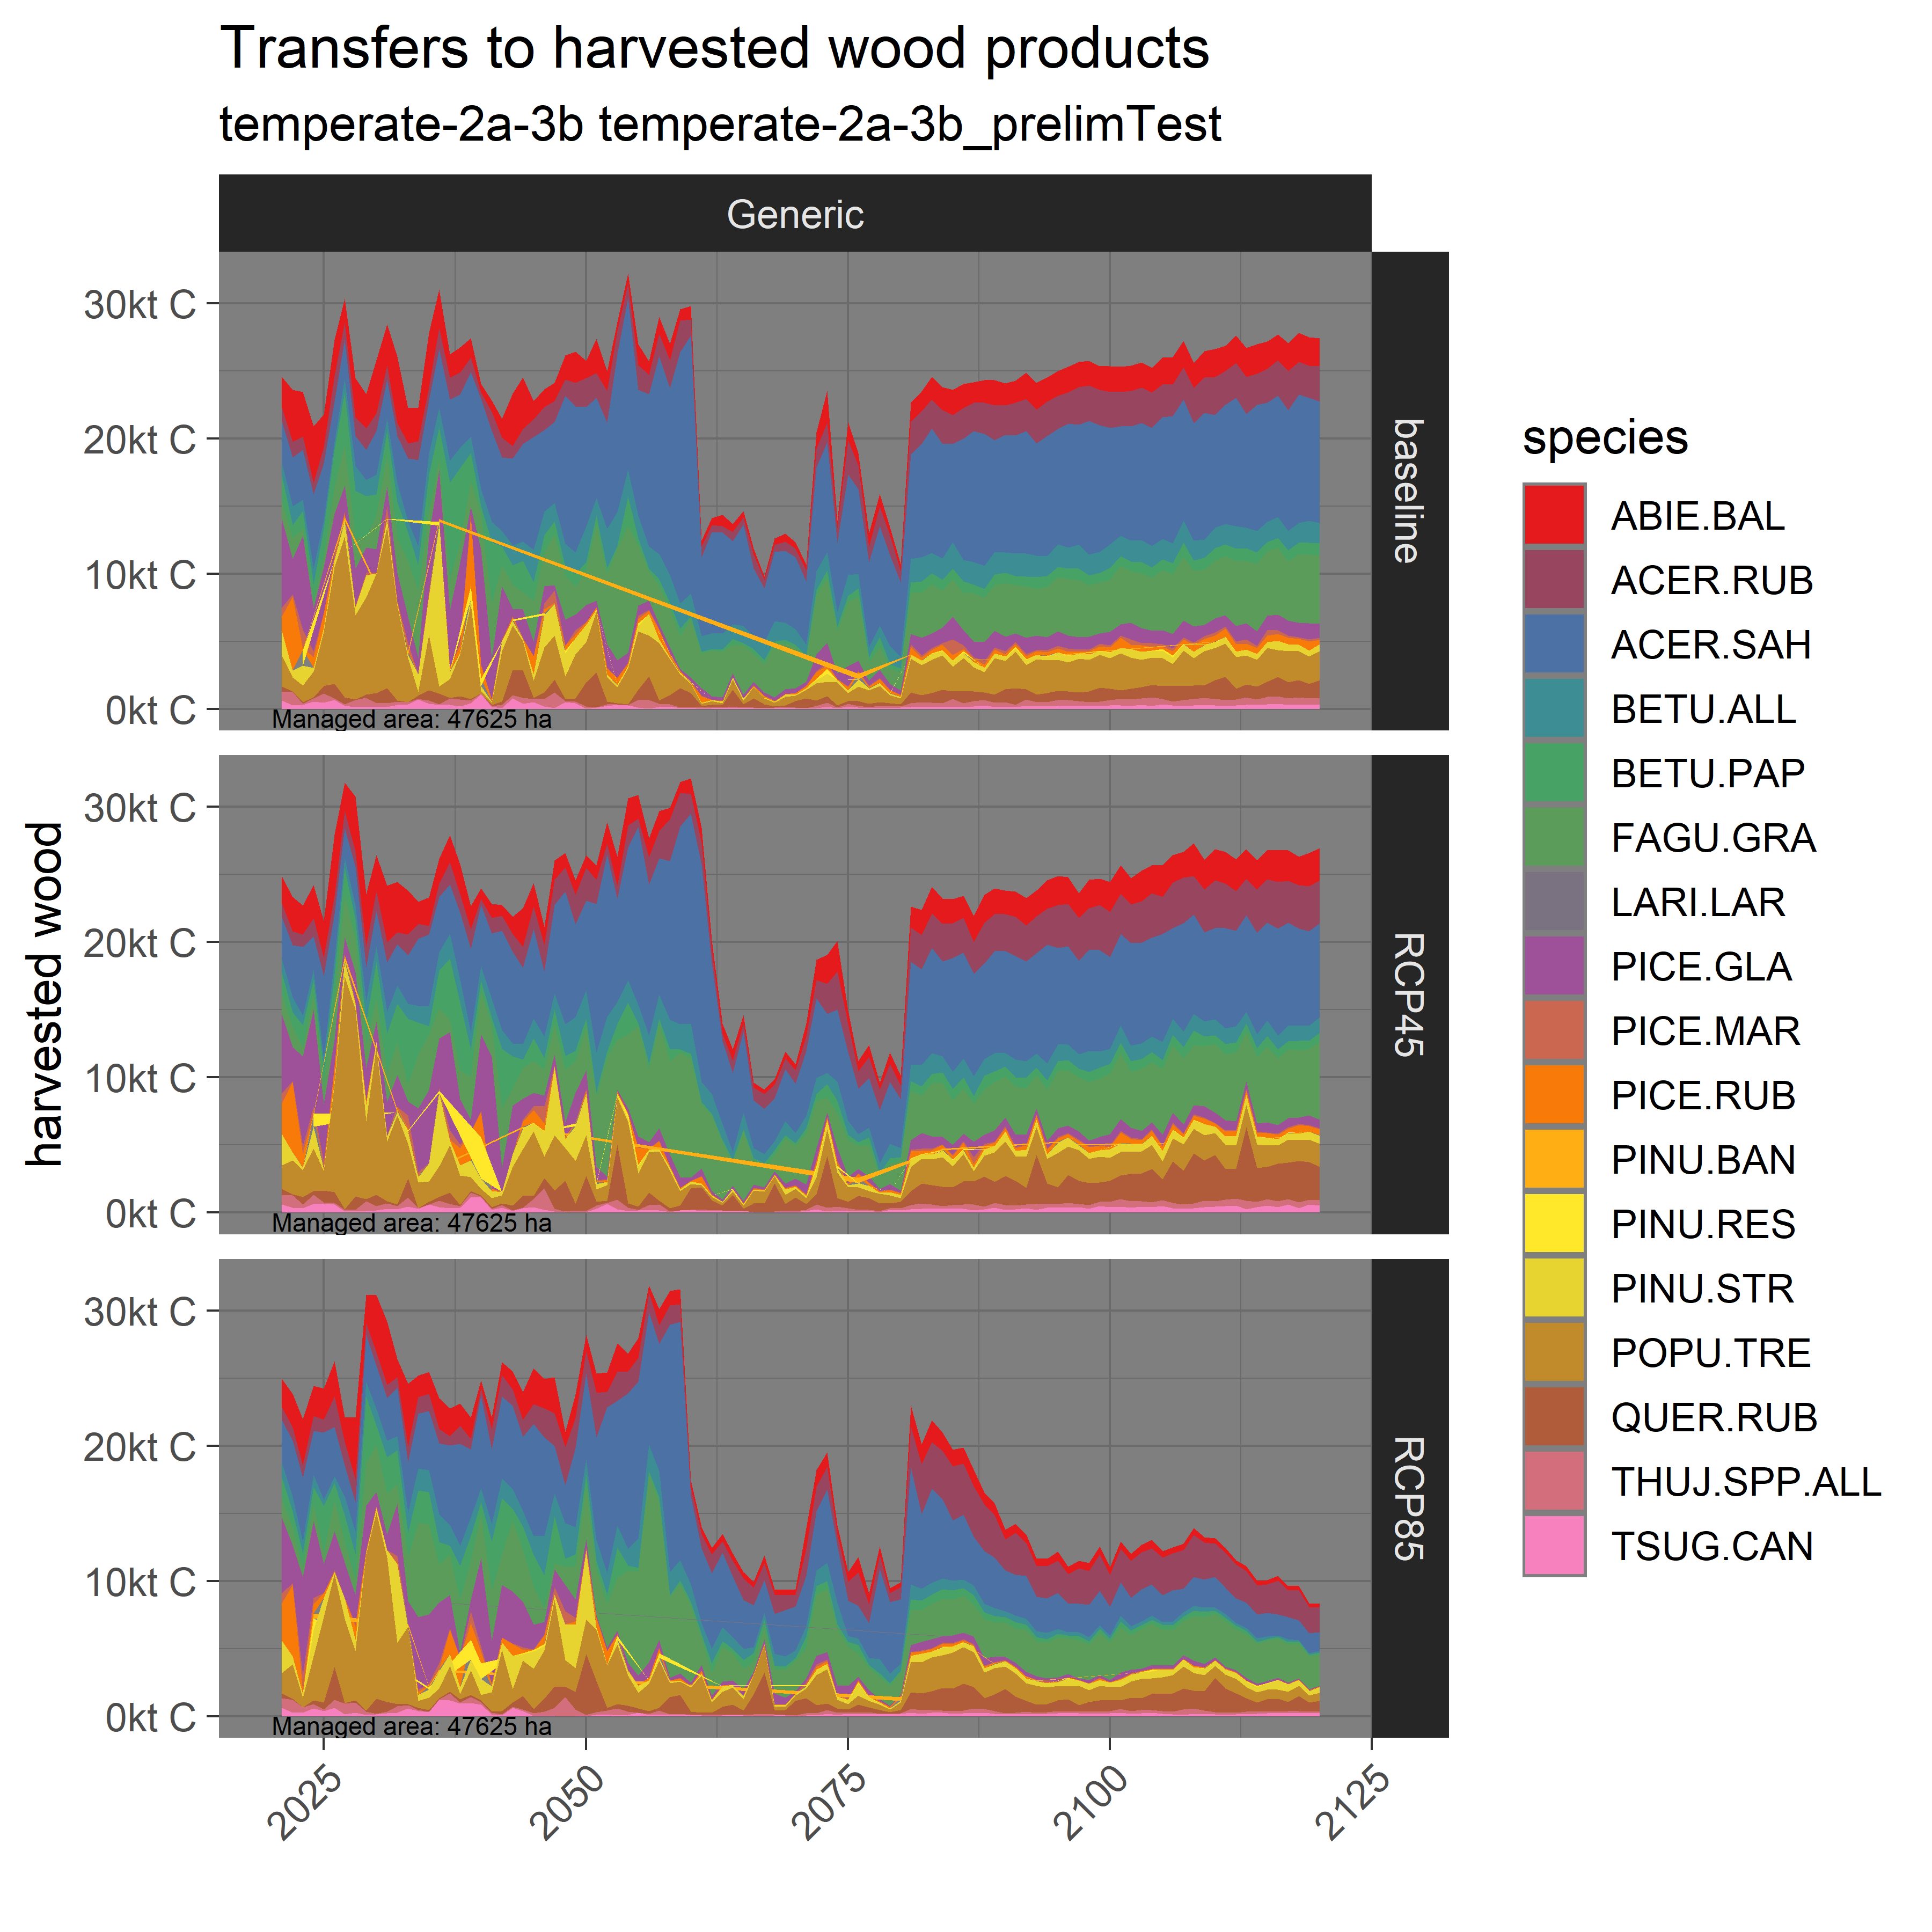 Transfers to harvested wood products
temperate-2a-3b temperate-2a-3b_prelimTest
Generic
30kt C
20kt C
10kt C
0kt C
Managed area: 47625 ha
baseline
30kt C
20kt C
10kt C
0kt C
Managed area: 47625 ha
RCP45
30kt C
20kt C
10kt C
0kt C
Managed area: 47625 ha
RCP85
harvested wood
2025
2050
2075
2100
2125
species
ABIE.BAL
ACER.RUB
ACER.SAH
BETU.ALL
BETU.PAP
FAGU.GRA
LARI.LAR
PICE.GLA
PICE.MAR
PICE.RUB
PINU.BAN
PINU.RES
PINU.STR
POPU.TRE
QUER.RUB
THUJ.SPP.ALL
TSUG.CAN